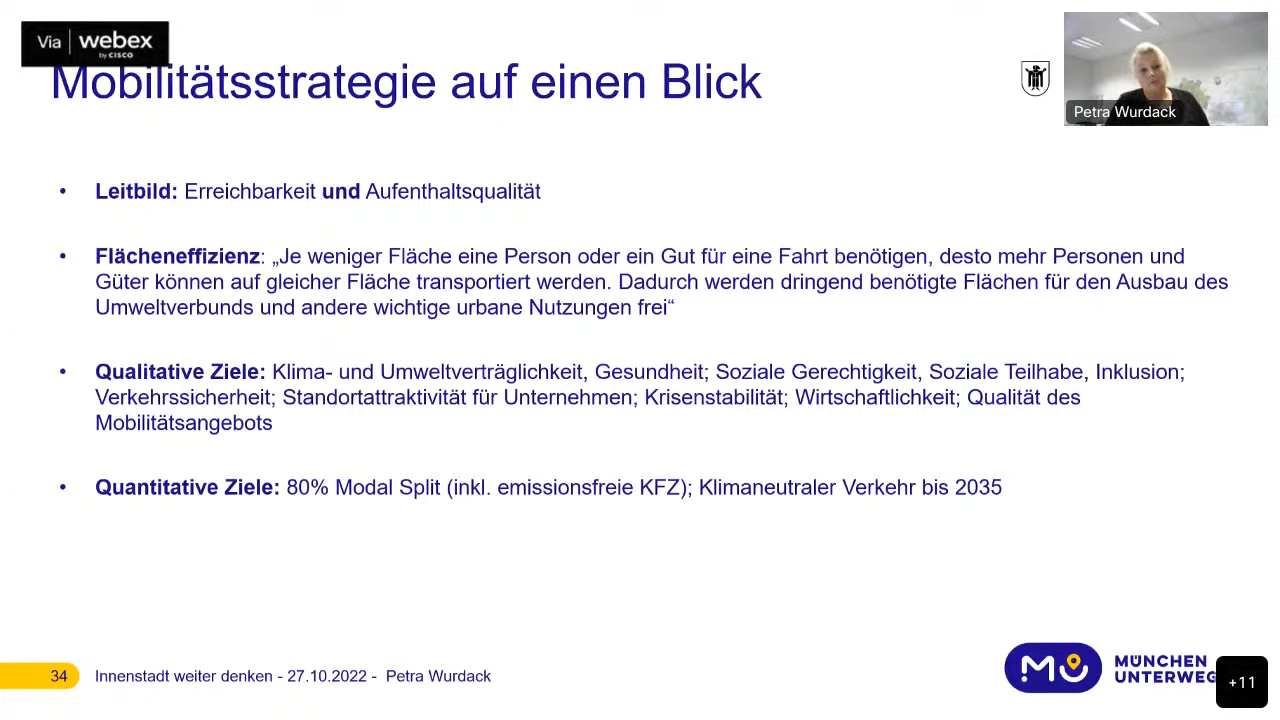 Via webex
by CISCO
Mobilitätsstrategie auf einen Blick
Petra Wurdack
• Leitbild: Erreichbarkeit und Aufenthaltsqualität
• Flächeneffizienz: „Je weniger Fläche eine Person oder ein Gut für eine Fahrt benötigen, desto mehr Personen und
Güter können auf gleicher Fläche transportiert werden. Dadurch werden dringend benötigte Flächen für den Ausbau des
Umweltverbunds und andere wichtige urbane Nutzungen frei“
• Qualitative Ziele: Klima- und Umweltverträglichkeit, Gesundheit; Soziale Gerechtigkeit, Soziale Teilhabe, Inklusion;
Verkehrssicherheit; Standortattraktivität für Unternehmen; Krisenstabilität; Wirtschaftlichkeit; Qualität des
Mobilitätsangebots
• Quantitative Ziele: 80% Modal Split (inkl. emissionsfreie KFZ); Klimaneutraler Verkehr bis 2035
34 Innenstadt weiter denken - 27.10.2022 - Petra Wurdack
MÜNCHEN
UNTERWEG
+11